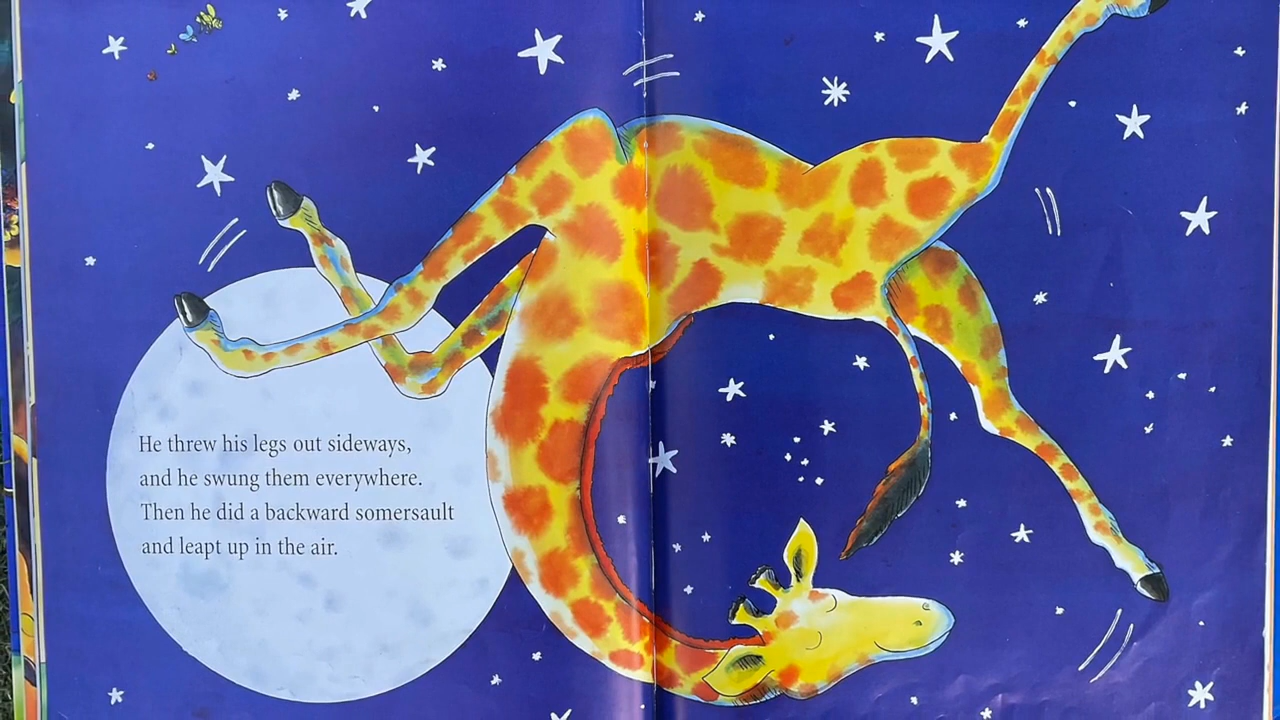 He threw his legs out sideways,
and he swung them everywhere.
Then he did a backward somersault
and leapt up in the air.